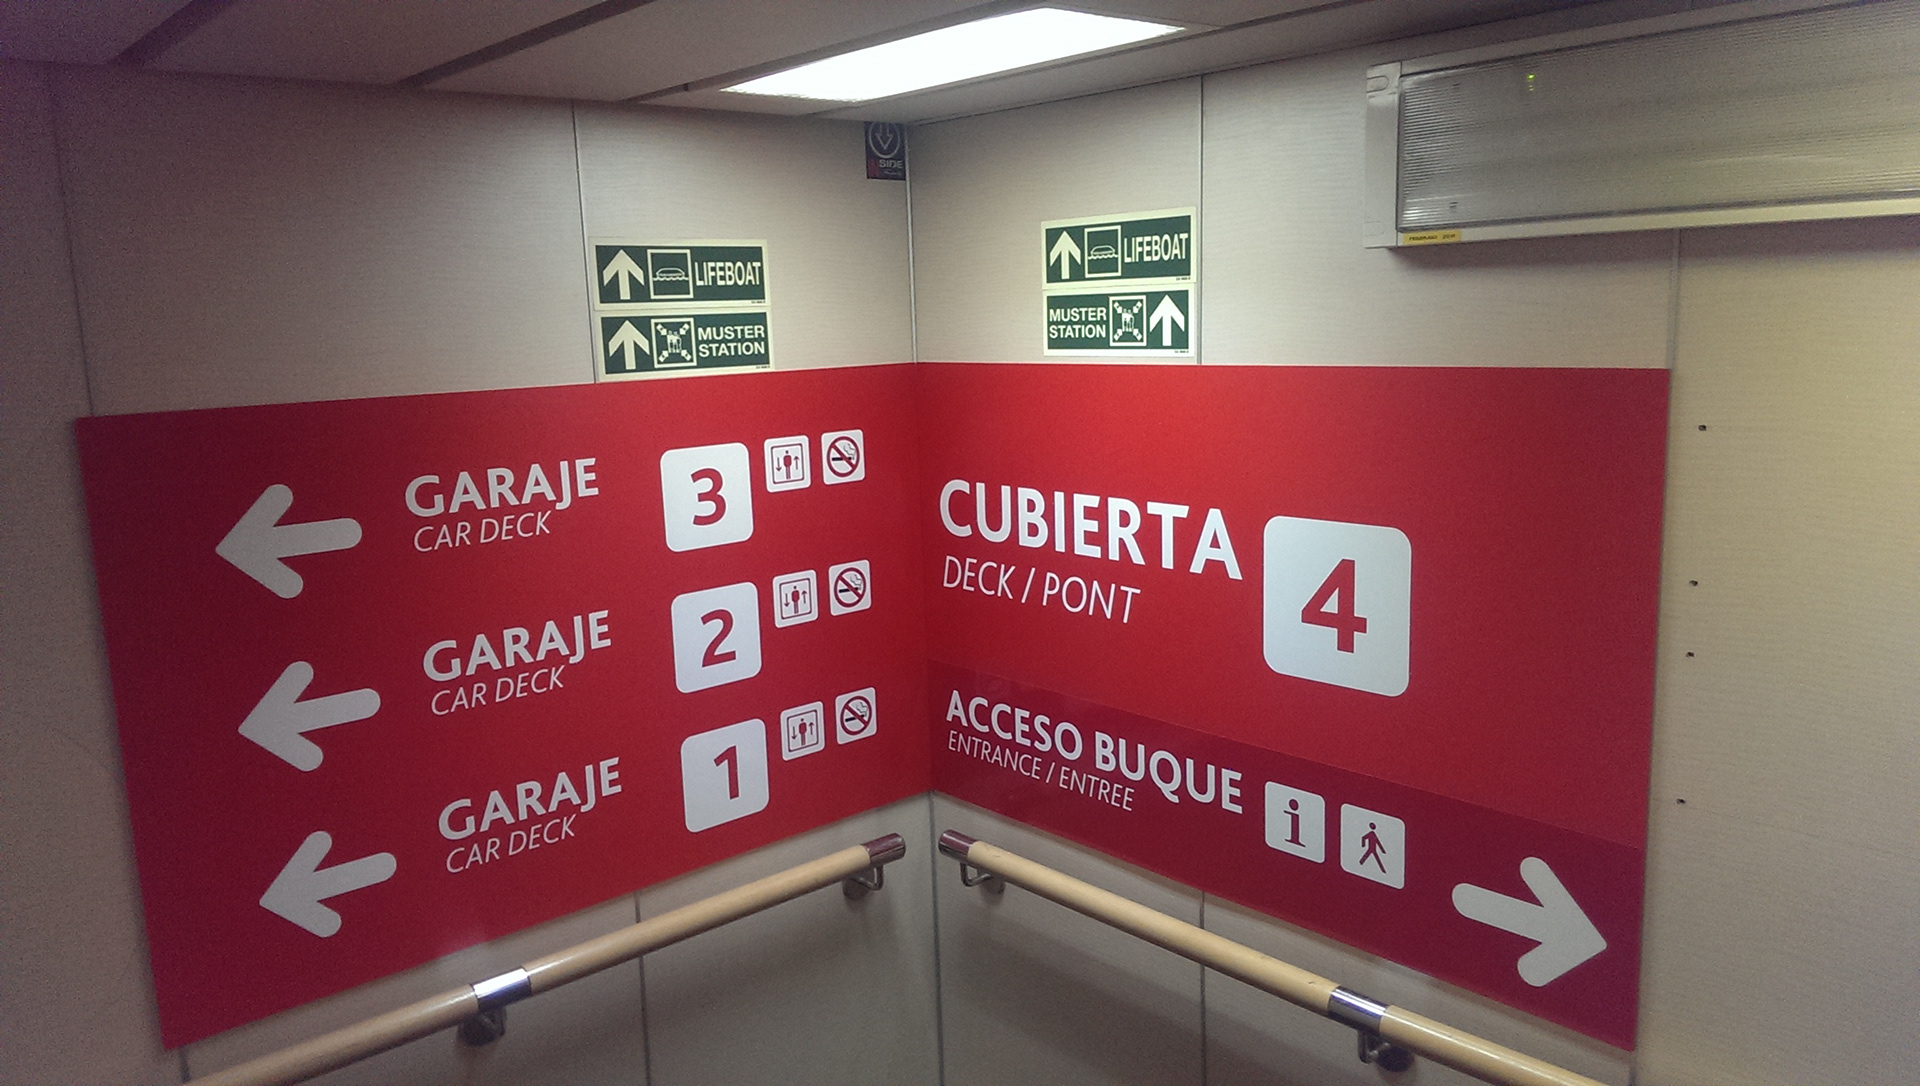 SIDE
LIFEBOAT
MUSTER
STATION
LIFEBOAT
MUSTER
STATION
GARAJE 3
CAR DECK
GARAJE 2
CAR DECK
GARAJE 1
CAR DECK
CUBIERTA 4
DECK / PONT
ACCESO BUQUE i
ENTRANCE / ENTREE